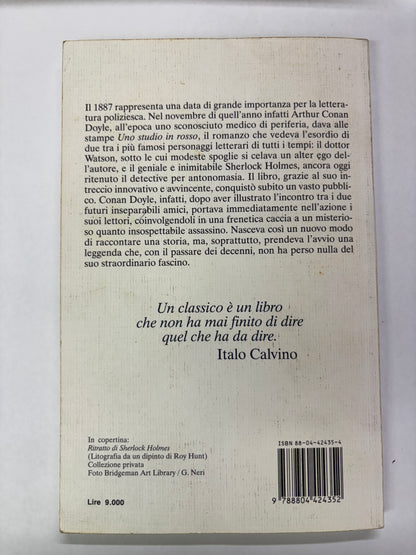 Il 1887 rappresenta una data di grande importanza per la lettera-
tura poliziesca. Nel novembre di quell'anno infatti Arthur Conan
Doyle, all'epoca uno sconosciuto medico di periferia, dava alle
stampe Uno studio in rosso, il romanzo che vedeva l'esordio di
due tra i più famosi personaggi letterari di tutti i tempi: il dottor
Watson, sotto le cui modeste spoglie si celava un alter ego del-
l'autore, e il geniale e inimitabile Sherlock Holmes, ancora oggi
ritenuto il detective per antonomasia. Il libro, grazie al suo in-
treccio innovativo e avvincente, conquistò subito un vasto pubbli-
co. Conan Doyle, infatti, dopo aver illustrato l'incontro tra i due
futuri inseparabili amici, portava immediatamente nell'azione i
suoi lettori, coinvolgendoli in una frenetica caccia a un misterio-
so quanto insospettabile assassino. Nasceva così un nuovo modo
di raccontare una storia, ma, soprattutto, prendeva l'avvio una
leggenda che, con il passare dei decenni, non ha perso nulla del
suo straordinario fascino.
Un classico è un libro
che non ha mai finito di dire
quel che ha da dire.
Italo Calvino
In copertina:
Ritratto di Sherlock Holmes
(Litografia da un dipinto di Roy Hunt)
Collezione privata
Foto Bridgeman Art Library / G. Neri
Lire 9.000
ISBN 88-04-42435-4
9 788804 424352